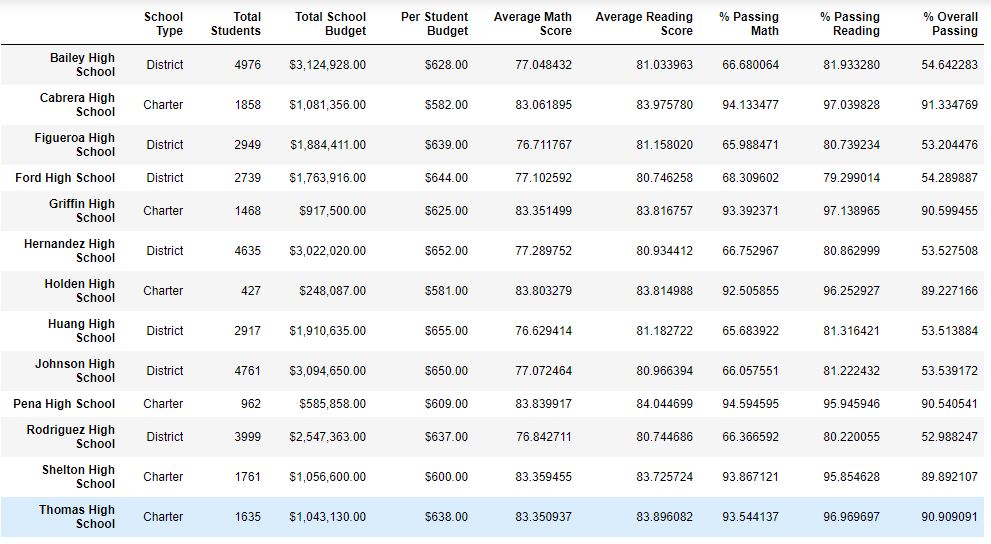 School Type Total Students Total School Budget Per Student Budget Average Math Score Average Reading Score % Passing Math % Passing Reading % Overall Passing
Bailey High School District 4976 $3,124,928.00 $628.00 77.048432 81.033963 66.680064 81.933280 54.642283
Cabrera High School Charter 1858 $1,081,356.00 $582.00 83.061895 83.975780 94.133477 97.039828 91.334769
Figueroa High School District 2949 $1,884,411.00 $639.00 76.711767 81.158020 65.988471 80.739234 53.204476
Ford High School District 2739 $1,763,916.00 $644.00 77.102592 80.746258 68.309602 79.299014 54.289887
Griffin High School Charter 1468 $917,500.00 $625.00 83.351499 83.816757 93.392371 97.138965 90.599455
Hernandez High School District 4635 $3,022,020.00 $652.00 77.289752 80.934412 66.752967 80.862999 53.527508
Holden High School Charter 427 $248,087.00 $581.00 83.803279 83.814988 92.505855 96.252927 89.227166
Huang High School District 2917 $1,910,635.00 $655.00 76.629414 81.182722 65.683922 81.316421 53.513884
Johnson High School District 4761 $3,094,650.00 $650.00 77.072464 80.966394 66.057551 81.222432 53.539172
Pena High School Charter 962 $585,858.00 $609.00 83.839917 84.044699 94.594595 95.945946 90.540541
Rodriguez High School District 3999 $2,547,363.00 $637.00 76.842711 80.744686 66.366592 80.220055 52.988247
Shelton High School Charter 1761 $1,056,600.00 $600.00 83.359455 83.725724 93.867121 95.854628 89.892107
Thomas High School Charter 1635 $1,043,130.00 $638.00 83.350937 83.896082 93.544137 96.969697 90.909091